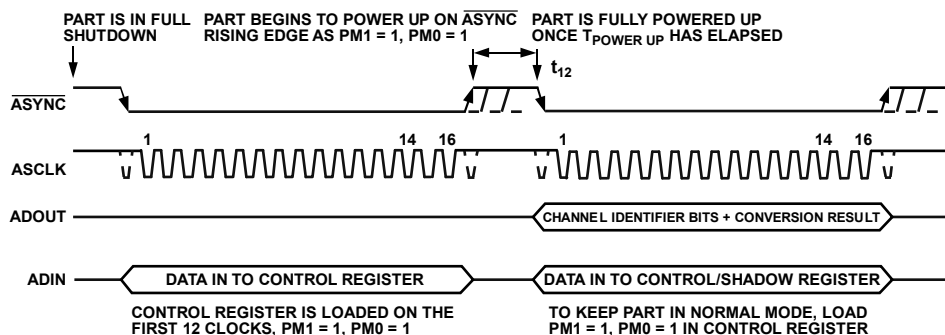 PART IS IN FULL
SHUTDOWN
PART BEGINS TO POWER UP ON ASYNC
RISING EDGE AS PM1 = 1, PM0 = 1
PART IS FULLY POWERED UP
ONCE TPOWER UP HAS ELAPSED
t12
ASYNC
1 14 16 1 14 16
ASCLK
ADOUT
CHANNEL IDENTIFIER BITS + CONVERSION RESULT
ADIN
DATA IN TO CONTROL REGISTER
DATA IN TO CONTROL/SHADOW REGISTER
CONTROL REGISTER IS LOADED ON THE
FIRST 12 CLOCKS, PM1 = 1, PM0 = 1
TO KEEP PART IN NORMAL MODE, LOAD
PM1 = 1, PM0 = 1 IN CONTROL REGISTER